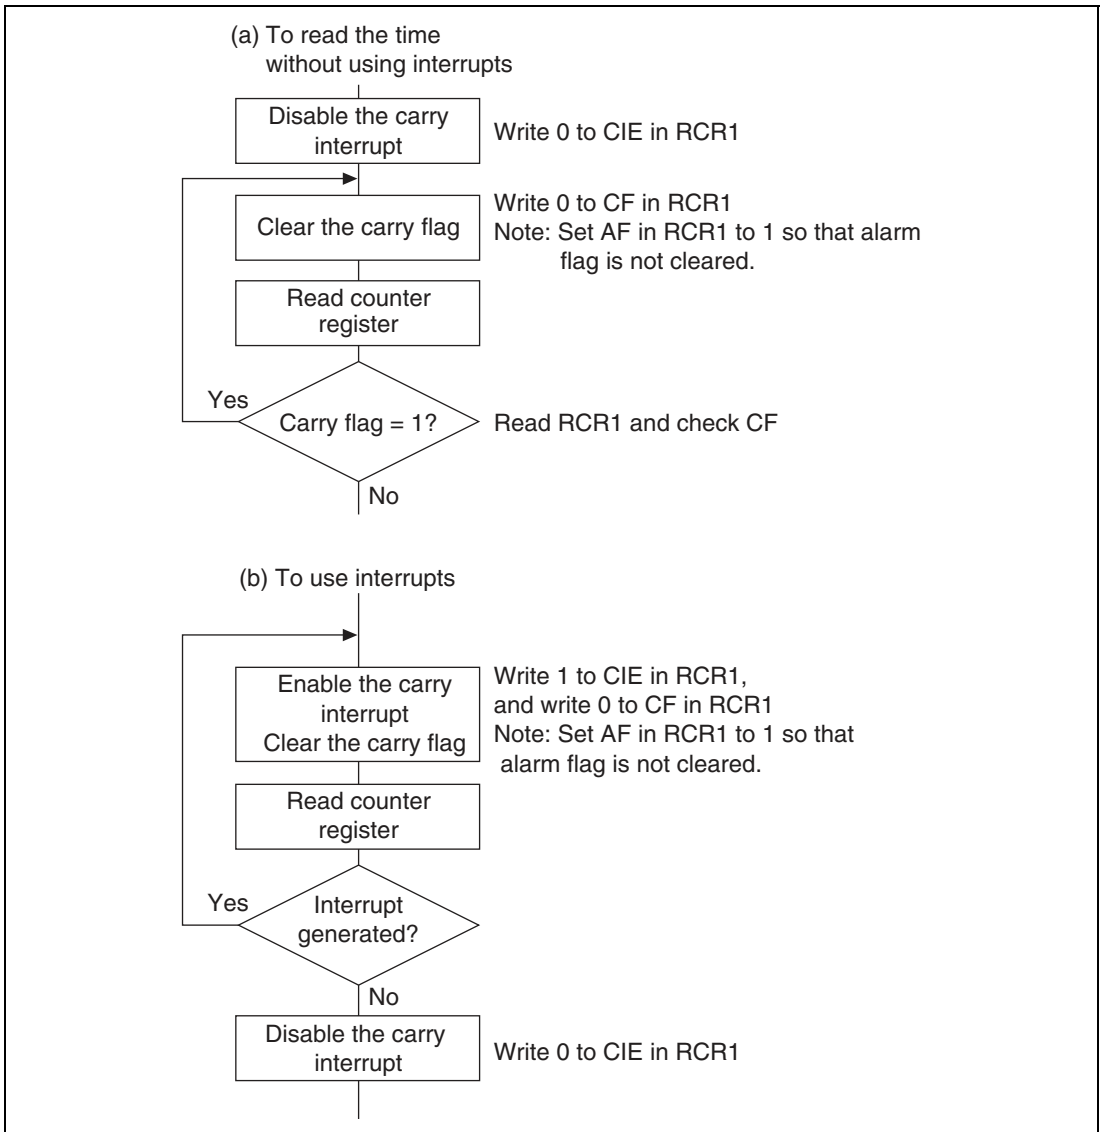 (a) To read the time
without using interrupts
Disable the carry
interrupt
Write 0 to CIE in RCR1
Clear the carry flag
Write 0 to CF in RCR1
Note: Set AF in RCR1 to 1 so that alarm
flag is not cleared.
Read counter
register
Yes
Carry flag = 1?
Read RCR1 and check CF
No
(b) To use interrupts
Enable the carry
interrupt
Clear the carry flag
Write 1 to CIE in RCR1,
and write 0 to CF in RCR1
Note: Set AF in RCR1 to 1 so that
alarm flag is not cleared.
Read counter
register
Yes
Interrupt
generated?
No
Disable the carry
interrupt
Write 0 to CIE in RCR1